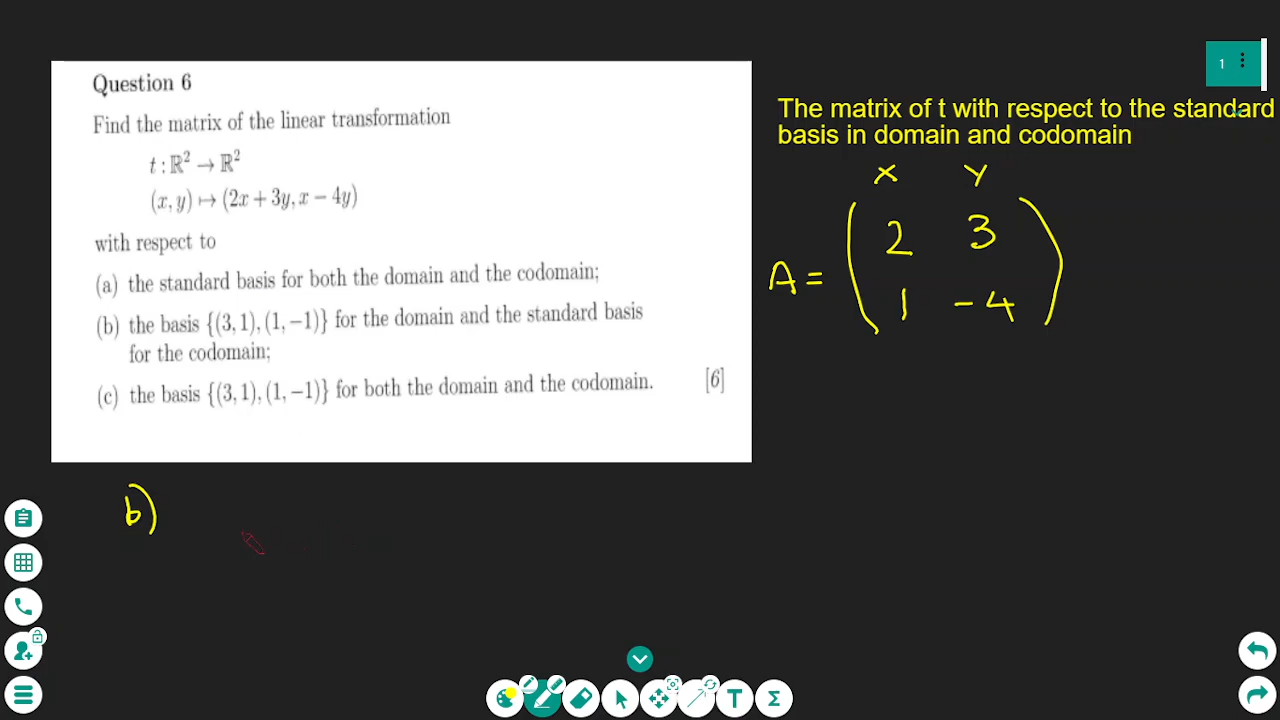 1
Question 6
Find the matrix of the linear transformation
t : ℝ² → ℝ²
(x, y) ↦ (2x + 3y, x − 4y)
with respect to
(a) the standard basis for both the domain and the codomain;
(b) the basis {(3, 1), (1, −1)} for the domain and the standard basis
for the codomain;
(c) the basis {(3, 1), (1, −1)} for both the domain and the codomain. [6]
The matrix of t with respect to the standard
basis in domain and codomain
x y
2 3
A =
1 -4
b)
T
Σ